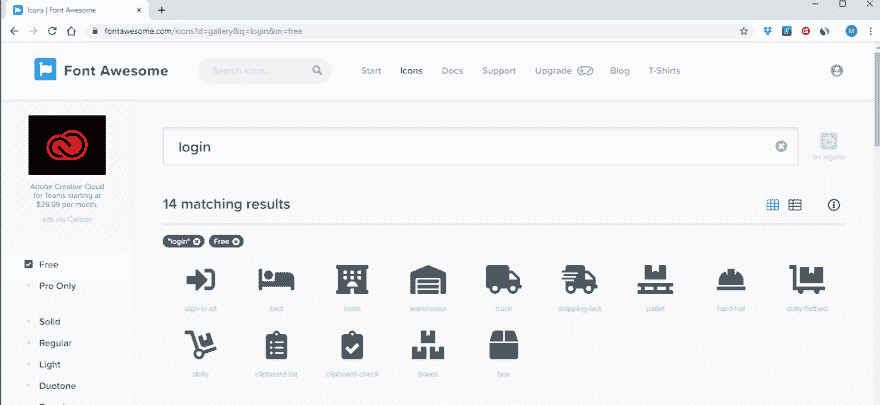 Icons | Font Awesome
fontawesome.com/icons?d=gallery&q=login&m=free
M
Font Awesome
Search icons...
Start
Icons
Docs
Support
Upgrade
Blog
T-Shirts
Adobe Creative Cloud
for Teams starting at
$29.99 per month.
ads via Carbon
login
by algolia
14 matching results
"login"
Free
Free
Pro Only
Solid
Regular
Light
Duotone
sign-in-alt
bed
hotel
warehouse
truck
shipping-fast
pallet
hard-hat
dolly-flatbed
dolly
clipboard-list
clipboard-check
boxes
box